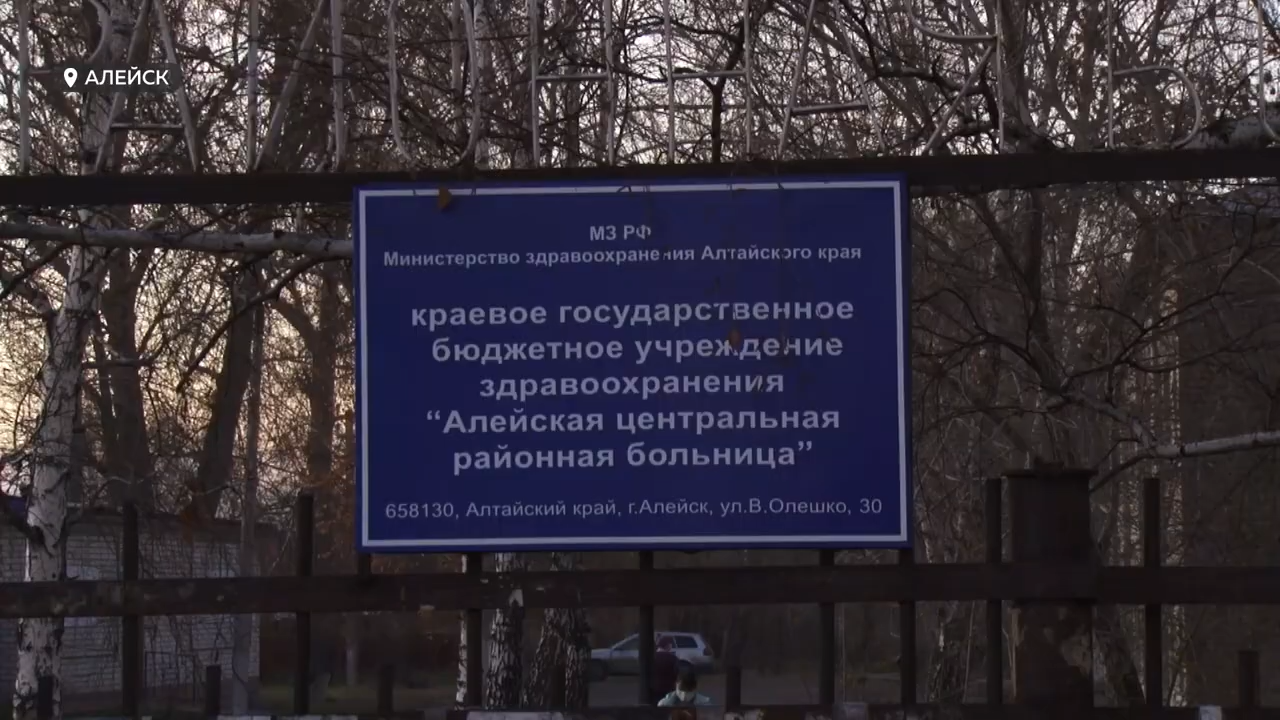 АЛЕЙСК
МЗ РФ
Министерство здравоохранения Алтайского края
краевое государственное
бюджетное учреждение
здравоохранения
“Алейская центральная
районная больница”
658130, Алтайский край, г.Алейск, ул.В.Олешко, 30